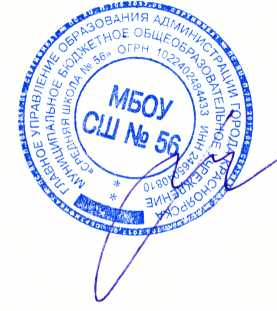 ГЛАВНОЕ УПРАВЛЕНИЕ ОБРАЗОВАНИЯ АДМИНИСТРАЦИИ ГОРОДА КРАСНОЯРСКА
МУНИЦИПАЛЬНОЕ БЮДЖЕТНОЕ ОБЩЕОБРАЗОВАТЕЛЬНОЕ УЧРЕЖДЕНИЕ
«СРЕДНЯЯ ШКОЛА № 56» ОГРН 1022402484433 ИНН
МБОУ
СШ № 56